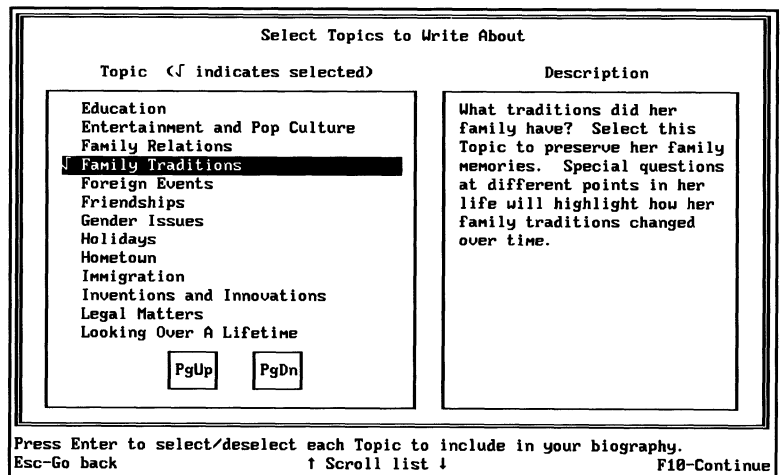 Select Topics to Write About
Topic (√ indicates selected)
Education
Entertainment and Pop Culture
Family Relations
√ Family Traditions
Foreign Events
Friendships
Gender Issues
Holidays
Hometown
Immigration
Inventions and Innovations
Legal Matters
Looking Over A Lifetime
PgUp PgDn
Description
What traditions did her
family have? Select this
Topic to preserve her family
memories. Special questions
at different points in her
life will highlight how her
family traditions changed
over time.
Press Enter to select/deselect each Topic to include in your biography.
Esc-Go back ↑ Scroll list ↓ F10-Continue